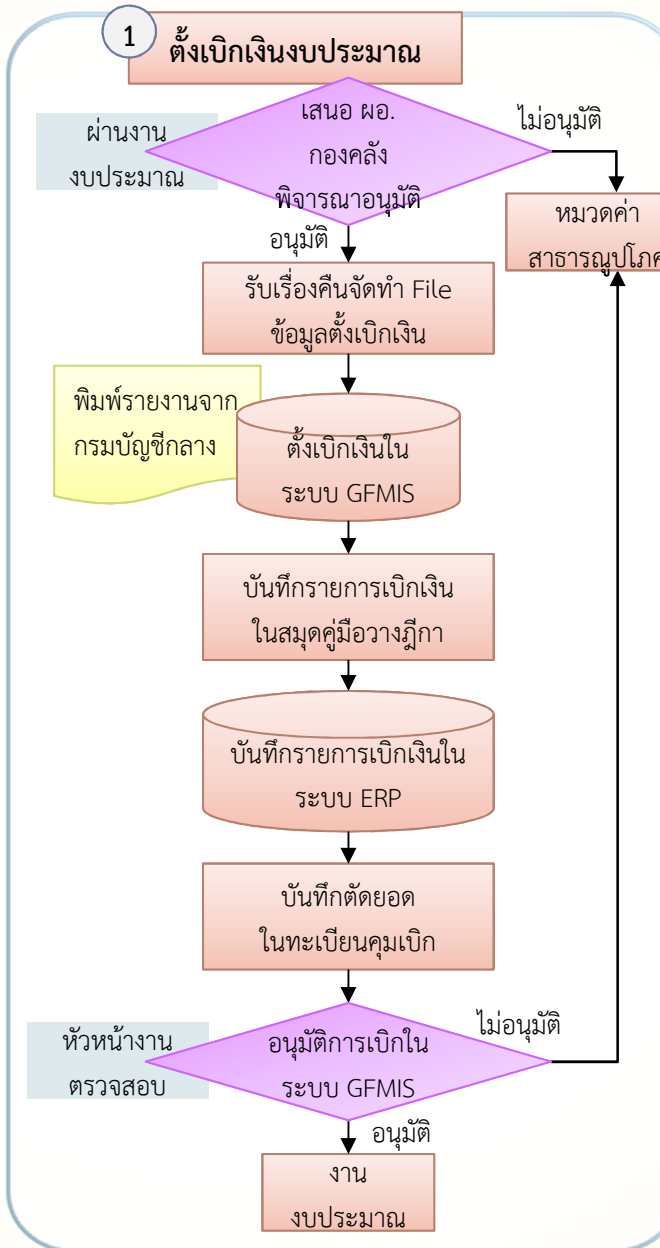 1
ตั้งเบิกเงินงบประมาณ
ผ่านงาน
งบประมาณ
เสนอ ผอ.
กองคลัง
พิจารณาอนุมัติ
ไม่อนุมัติ
หมวดค่า
สาธารณูปโภค
อนุมัติ
รับเรื่องคืนจัดทำ File
ข้อมูลตั้งเบิกเงิน
พิมพ์รายงานจาก
กรมบัญชีกลาง
ตั้งเบิกเงินใน
ระบบ GFMIS
บันทึกรายการเบิกเงิน
ในสมุดคู่มือวางฎีกา
บันทึกรายการเบิกเงินใน
ระบบ ERP
บันทึกตัดยอด
ในทะเบียนคุมเบิก
หัวหน้างาน
ตรวจสอบ
อนุมัติการเบิกใน
ระบบ GFMIS
ไม่อนุมัติ
อนุมัติ
งาน
งบประมาณ